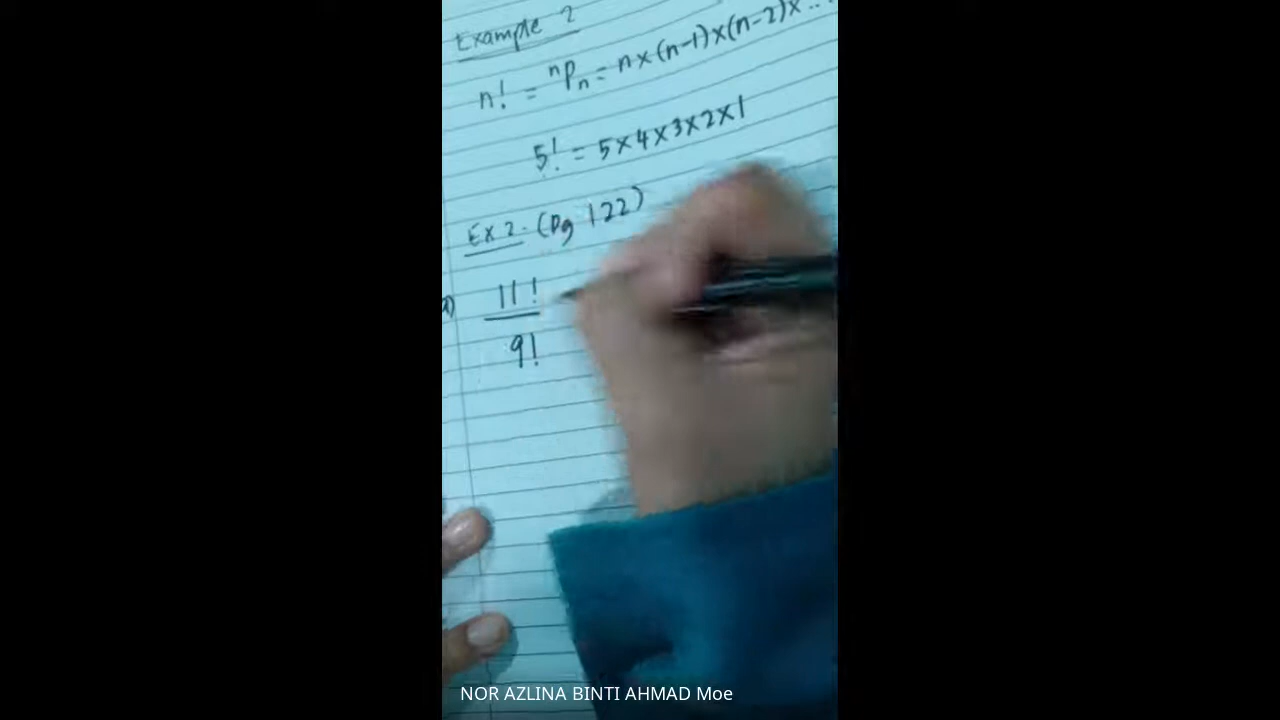 Example 2
n! = ⁿPₙ = n×(n-1)×(n-2)×...
5! = 5×4×3×2×1
Ex 2. (Pg 122)
a) 11!
9!
NOR AZLINA BINTI AHMAD Moe